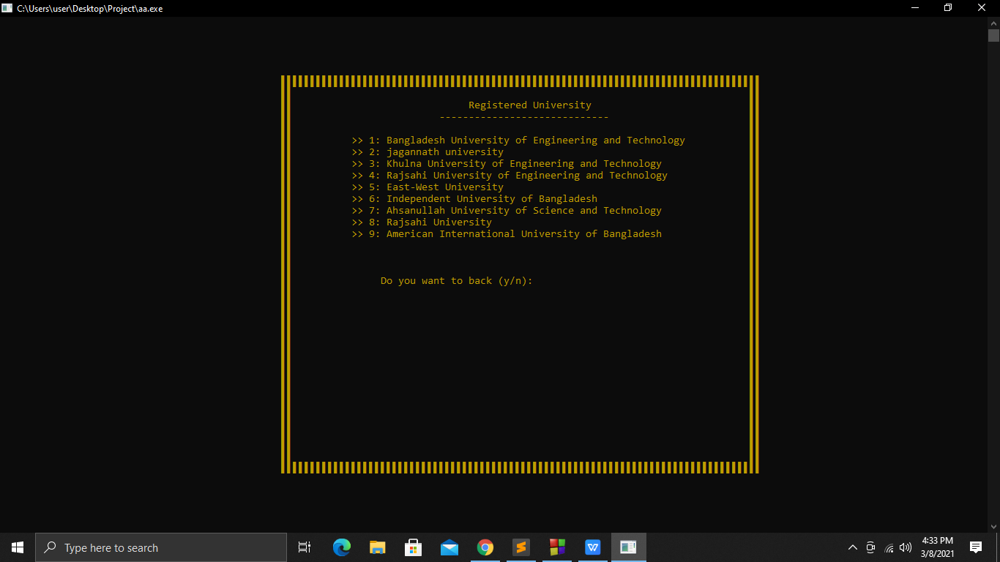 C:\Users\user\Desktop\Project\aa.exe
Registered University
-----------------------------
>> 1: Bangladesh University of Engineering and Technology
>> 2: jagannath university
>> 3: Khulna University of Engineering and Technology
>> 4: Rajsahi University of Engineering and Technology
>> 5: East-West University
>> 6: Independent University of Bangladesh
>> 7: Ahsanullah University of Science and Technology
>> 8: Rajsahi University
>> 9: American International University of Bangladesh
Do you want to back (y/n):
Type here to search
4:33 PM
3/8/2021